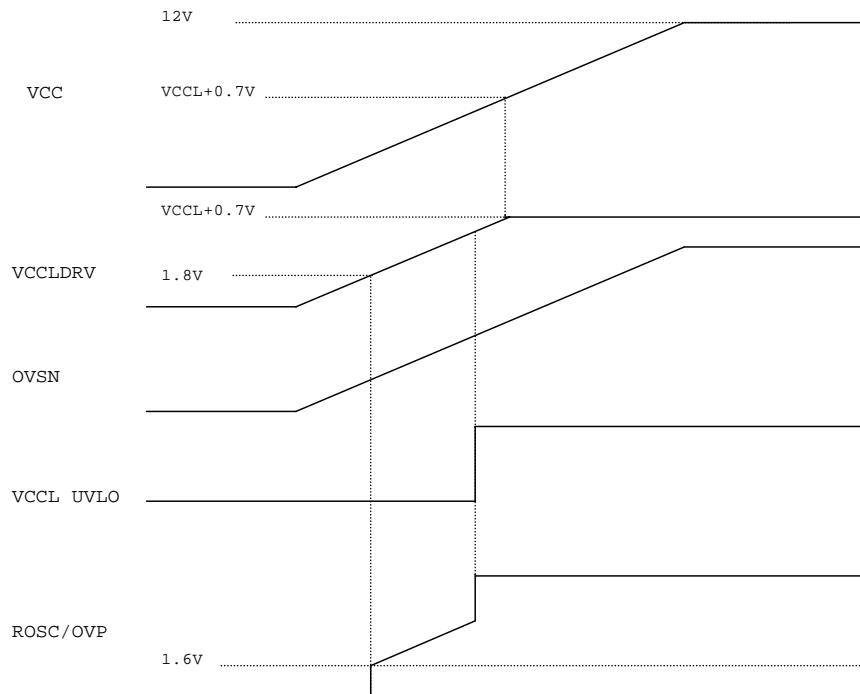 12V
VCC
VCCL+0.7V
VCCL+0.7V
VCCLDRV
1.8V
OVSN
VCCL UVLO
ROSC/OVP
1.6V